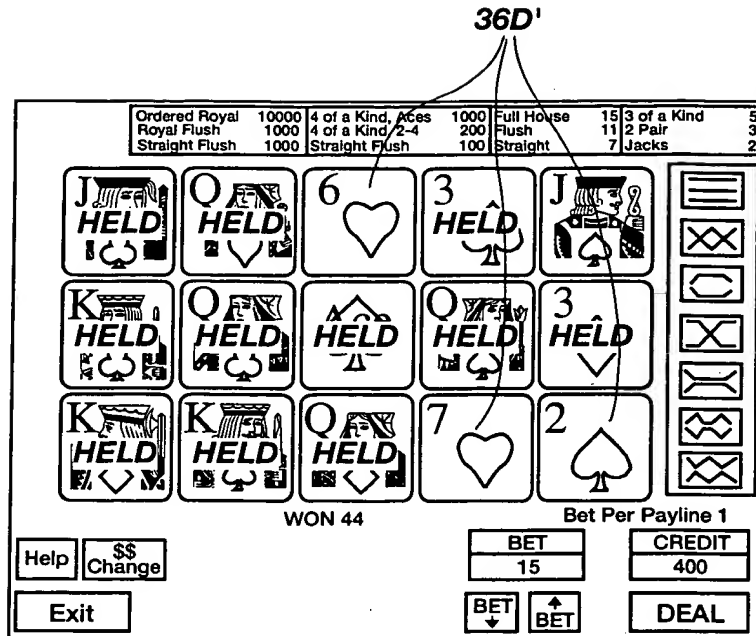 36D'
Ordered Royal 10000 4 of a Kind, Aces 1000 Full House 15 3 of a Kind 5
Royal Flush 1000 4 of a Kind, 2-4 200 Flush 11 2 Pair 3
Straight Flush 1000 Straight Flush 100 Straight 7 Jacks 2
J Q 6 3 J
HELD HELD HELD
K Q Q 3
HELD HELD HELD HELD HELD
K K Q 7 2
HELD HELD HELD
WON 44 Bet Per Payline 1
Help $$ Change BET CREDIT
15 400
Exit BET BET DEAL